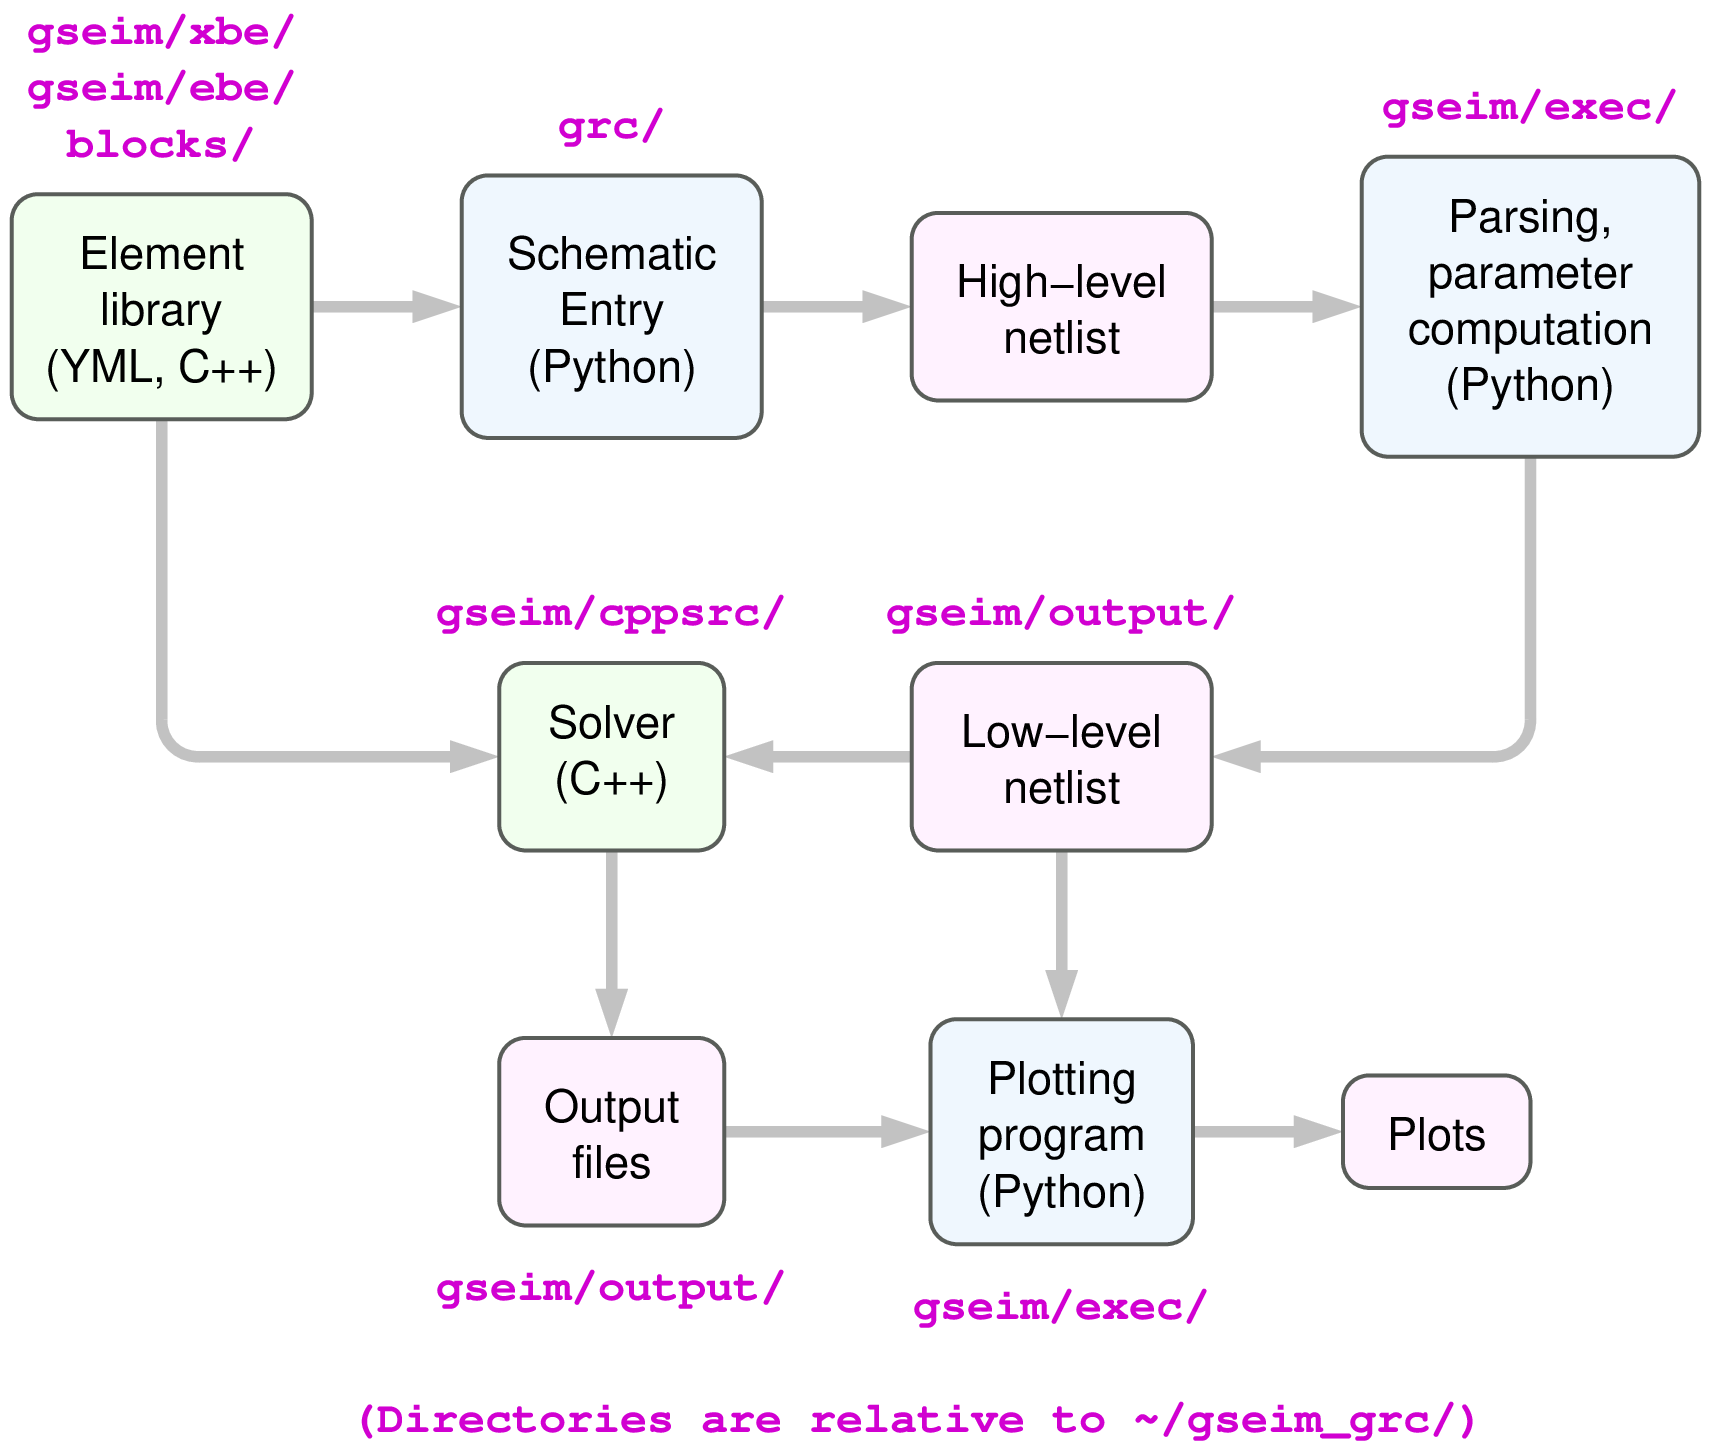 gseim/xbe/
gseim/ebe/
blocks/
grc/
gseim/exec/
Element
library
(YML, C++)
Schematic
Entry
(Python)
High–level
netlist
Parsing,
parameter
computation
(Python)
gseim/cppsrc/
gseim/output/
Solver
(C++)
Low–level
netlist
Output
files
Plotting
program
(Python)
Plots
gseim/output/
gseim/exec/
(Directories are relative to ~/gseim_grc/)